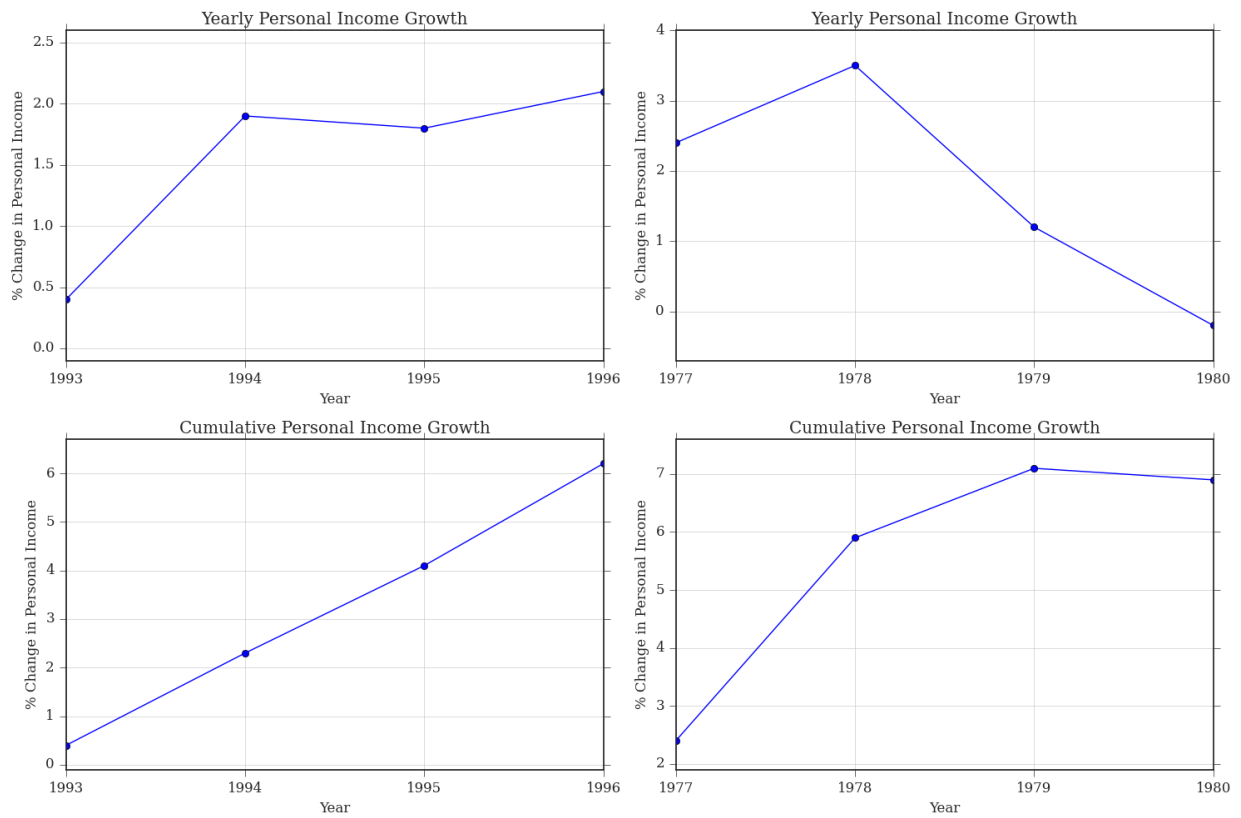 Yearly Personal Income Growth
2.5
2.0
1.5
1.0
0.5
0.0
% Change in Personal Income
1993 1994 1995 1996
Year
Yearly Personal Income Growth
4
3
2
1
0
% Change in Personal Income
1977 1978 1979 1980
Year
Cumulative Personal Income Growth
6
5
4
3
2
1
0
% Change in Personal Income
1993 1994 1995 1996
Year
Cumulative Personal Income Growth
7
6
5
4
3
2
% Change in Personal Income
1977 1978 1979 1980
Year